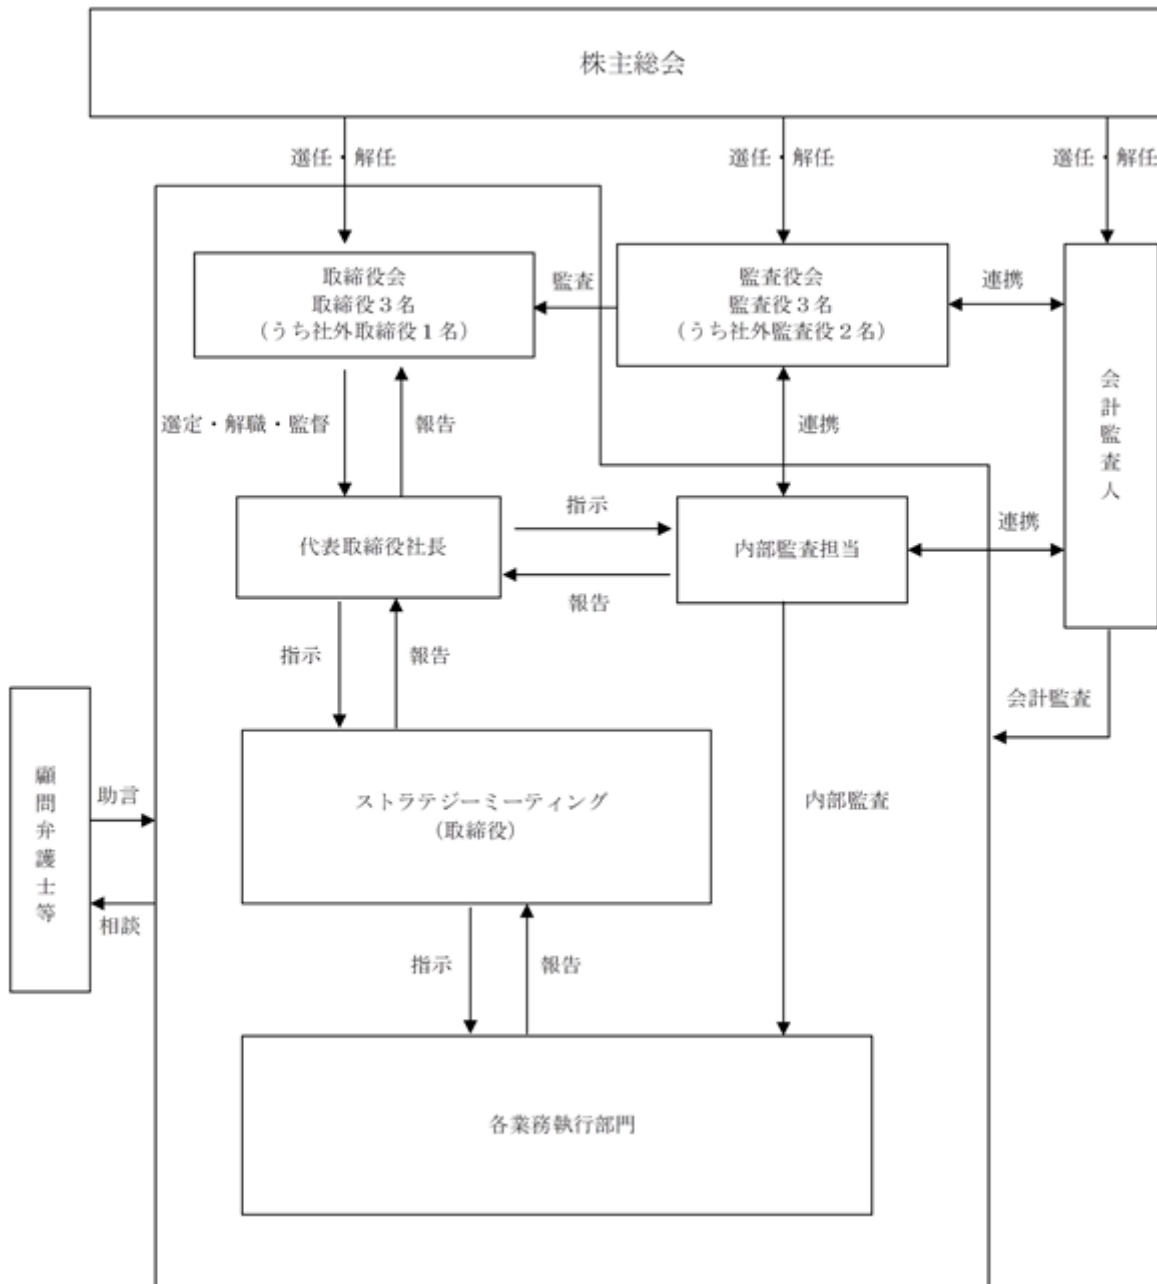 株主総会
選任・解任
選任・解任
選任・解任
取締役会
取締役3名
（うち社外取締役1名）
監査
監査役会
監査役3名
（うち社外監査役2名）
連携
会計監査人
選定・解職・監督
報告
連携
代表取締役社長
指示
報告
内部監査担当
連携
指示
報告
会計監査
顧問弁護士等
助言
相談
ストラテジーミーティング
（取締役）
内部監査
指示
報告
各業務執行部門